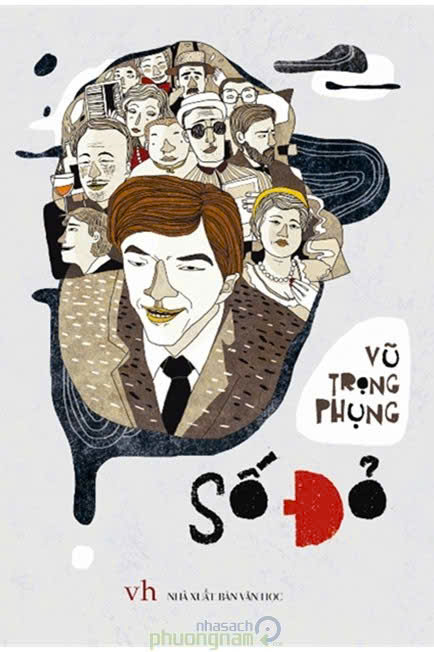 VŨ
TRỌNG
PHỤNG
Số Đỏ
vh NHÀ XUẤT BẢN VĂN HỌC
nhasach
phuongnam